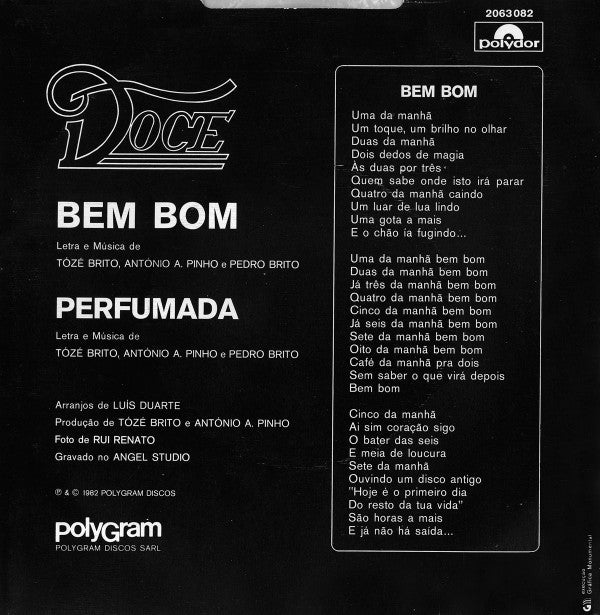 2063 082
polydor
DOCE
BEM BOM
Letra e Música de
TÓZÉ BRITO, ANTÓNIO A. PINHO e PEDRO BRITO
PERFUMADA
Letra e Música de
TÓZÉ BRITO, ANTÓNIO A. PINHO e PEDRO BRITO
Arranjos de LUÍS DUARTE
Produção de TÓZÉ BRITO e ANTÓNIO A. PINHO
Foto de RUI RENATO
Gravado no ANGEL STUDIO
℗ & © 1982 POLYGRAM DISCOS
polyGram
POLYGRAM DISCOS SARL
BEM BOM
Uma da manhã
Um toque, um brilho no olhar
Duas da manhã
Dois dedos de magia
Às duas por três
Quem sabe onde isto irá parar
Quatro da manhã caindo
Um luar de lua lindo
Uma gota a mais
E o chão ía fugindo...
Uma da manhã bem bom
Duas da manhã bem bom
Já três da manhã bem bom
Quatro da manhã bem bom
Cinco da manhã bem bom
Já seis da manhã bem bom
Sete da manhã bem bom
Oito da manhã bem bom
Café da manhã pra dois
Sem saber o que virá depois
Bem bom
Cinco da manhã
Ai sim coração sigo
O bater das seis
E meia de loucura
Sete da manhã
Ouvindo um disco antigo
"Hoje é o primeiro dia
Do resto da tua vida"
São horas a mais
E já não há saída...
EXECUÇÃO
Gráfica Monumental